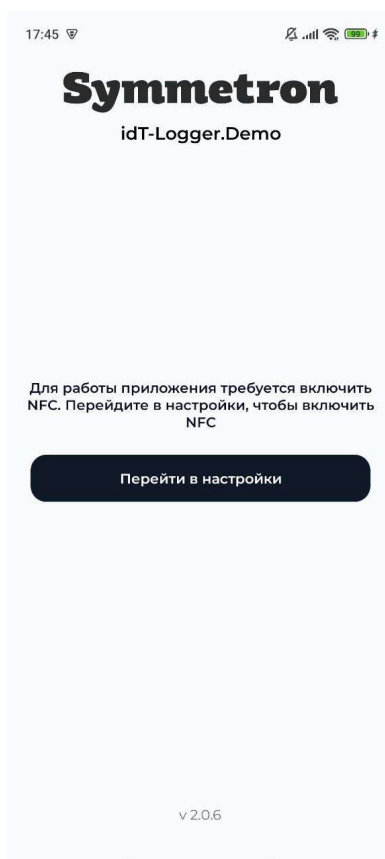 17:45
99
Symmetron
idT-Logger.Demo
Для работы приложения требуется включить
NFC. Перейдите в настройки, чтобы включить
NFC
Перейти в настройки
v 2.0.6